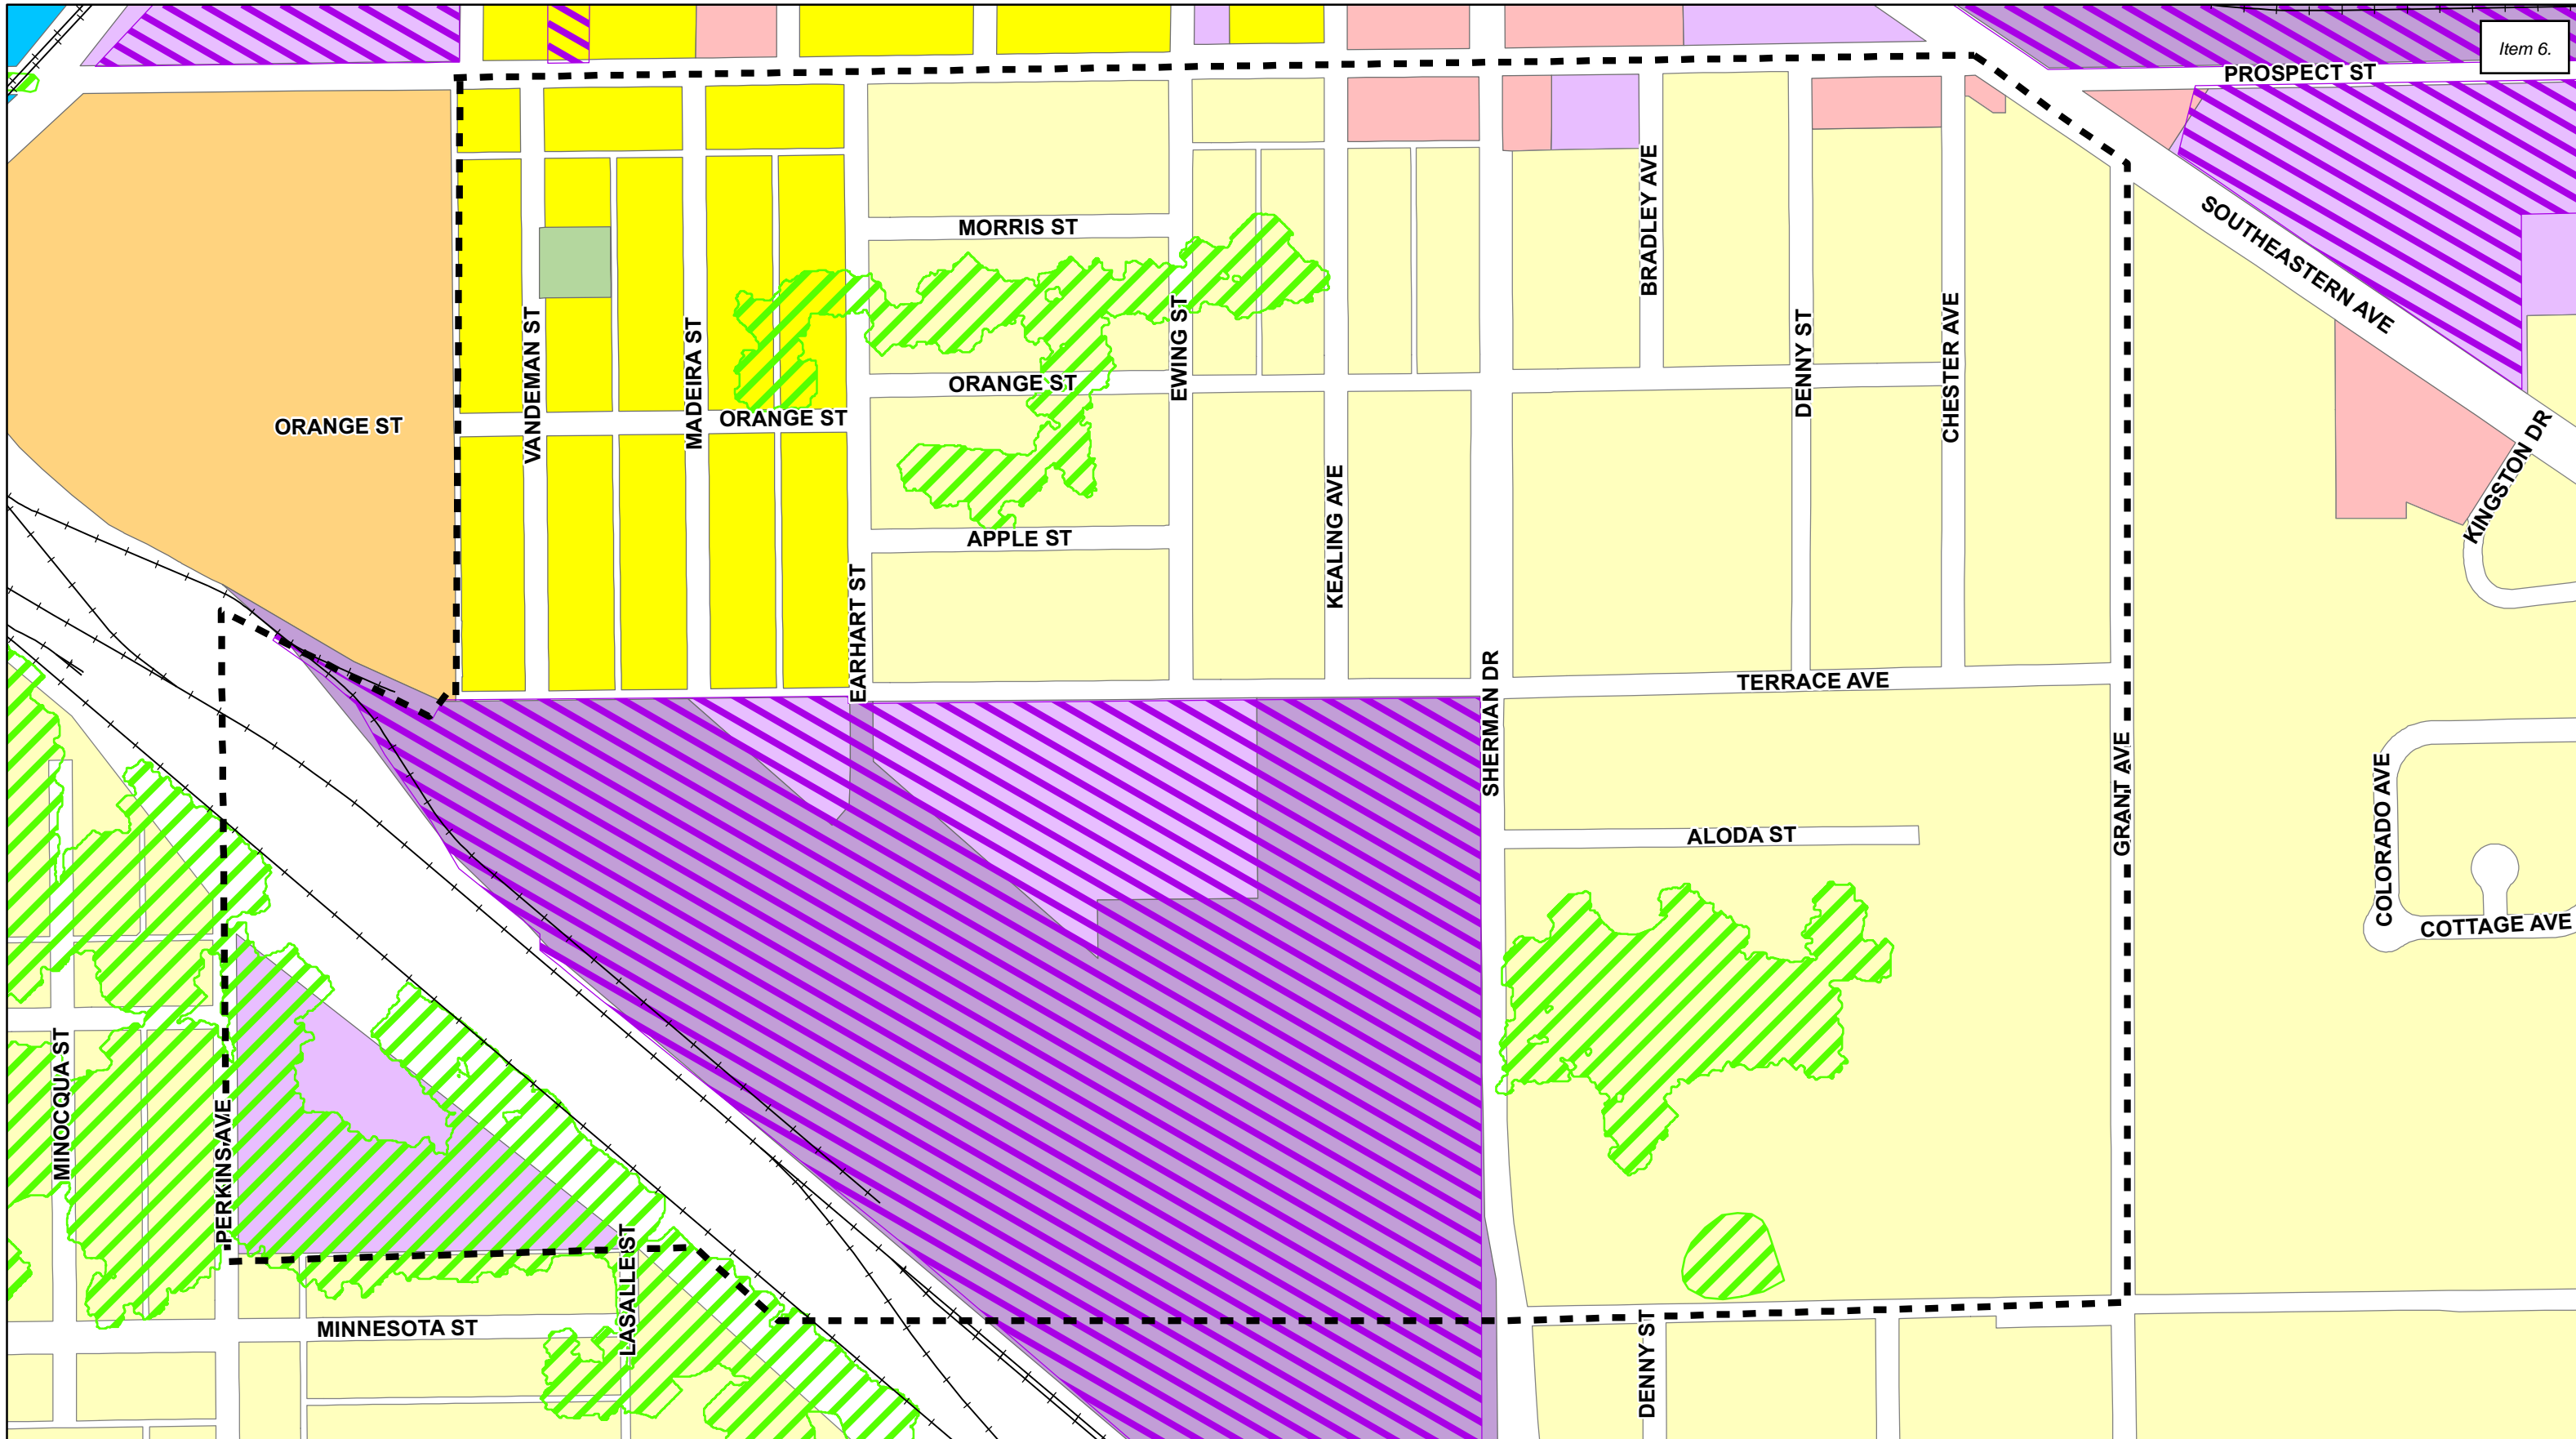 Item 6.
PROSPECT ST
SOUTHEASTERN AVE
BRADLEY AVE
MORRIS ST
VANDEMAN ST
MADEIRA ST
EWING ST
DENNY ST
CHESTER AVE
ORANGE ST
ORANGE ST
ORANGE ST
KINGSTON DR
KEALING AVE
APPLE ST
EARHART ST
SHERMAN DR
TERRACE AVE
GRANT AVE
COLORADO AVE
ALODA ST
COTTAGE AVE
MINOCQUA ST
PERKINS AVE
LASALLE ST
MINNESOTA ST
DENNY ST